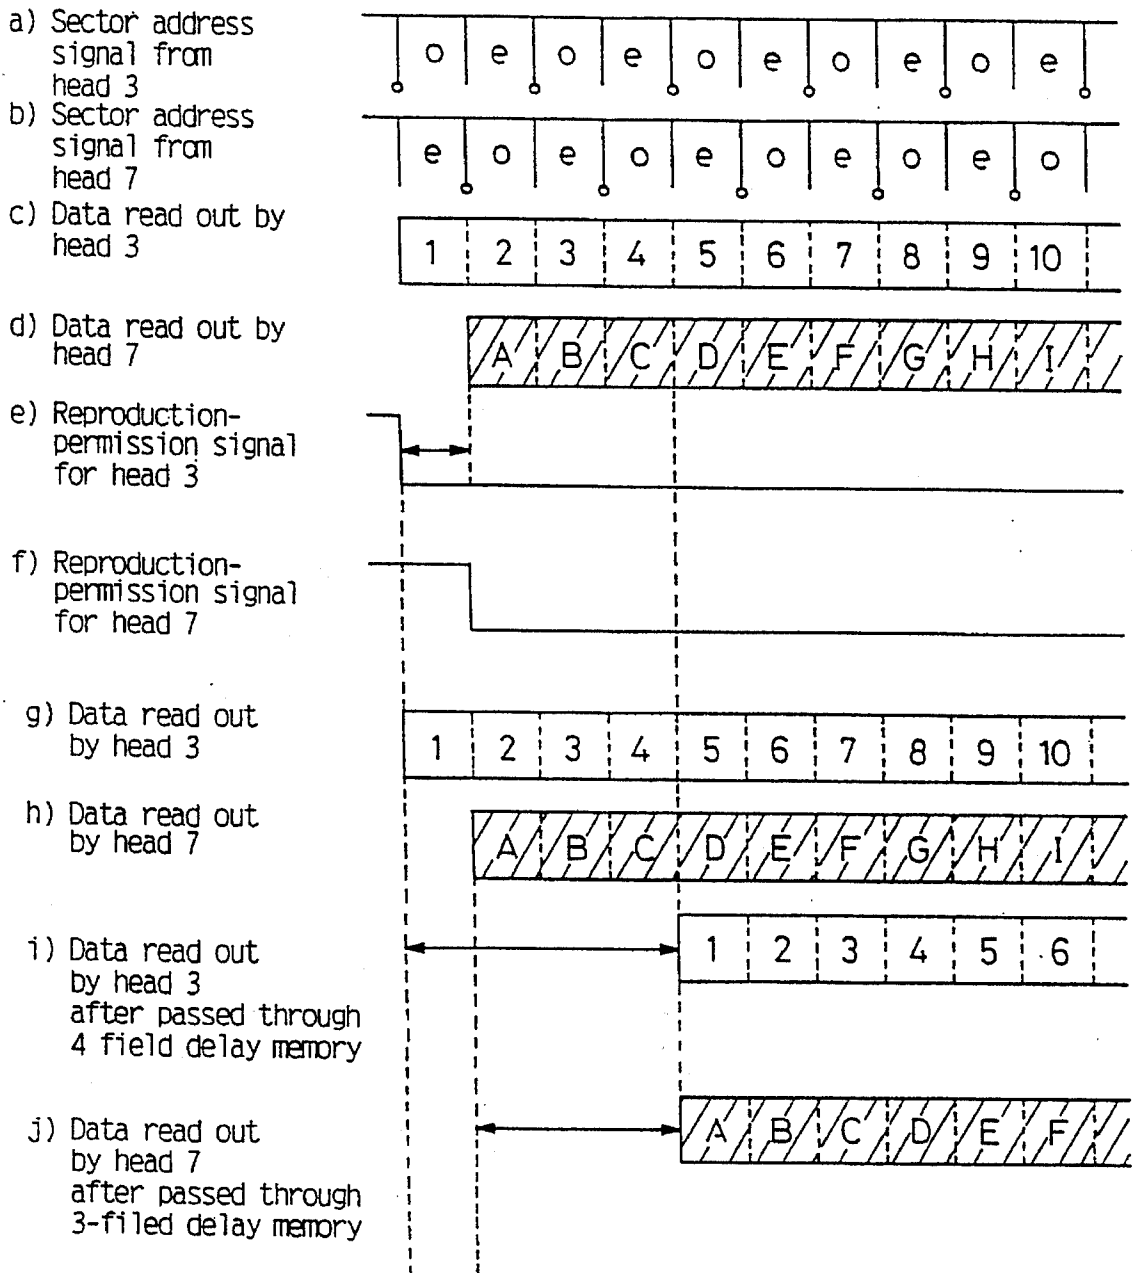 a) Sector address
signal from
head 3
o e o e o e o e o e
b) Sector address
signal from
head 7
e o e o e o e o e o
c) Data read out by
head 3
1 2 3 4 5 6 7 8 9 10
d) Data read out by
head 7
A B C D E F G H I
e) Reproduction-
permission signal
for head 3
f) Reproduction-
permission signal
for head 7
g) Data read out
by head 3
1 2 3 4 5 6 7 8 9 10
h) Data read out
by head 7
A B C D E F G H I
i) Data read out
by head 3
after passed through
4 field delay memory
1 2 3 4 5 6
j) Data read out
by head 7
after passed through
3-filed delay memory
A B C D E F